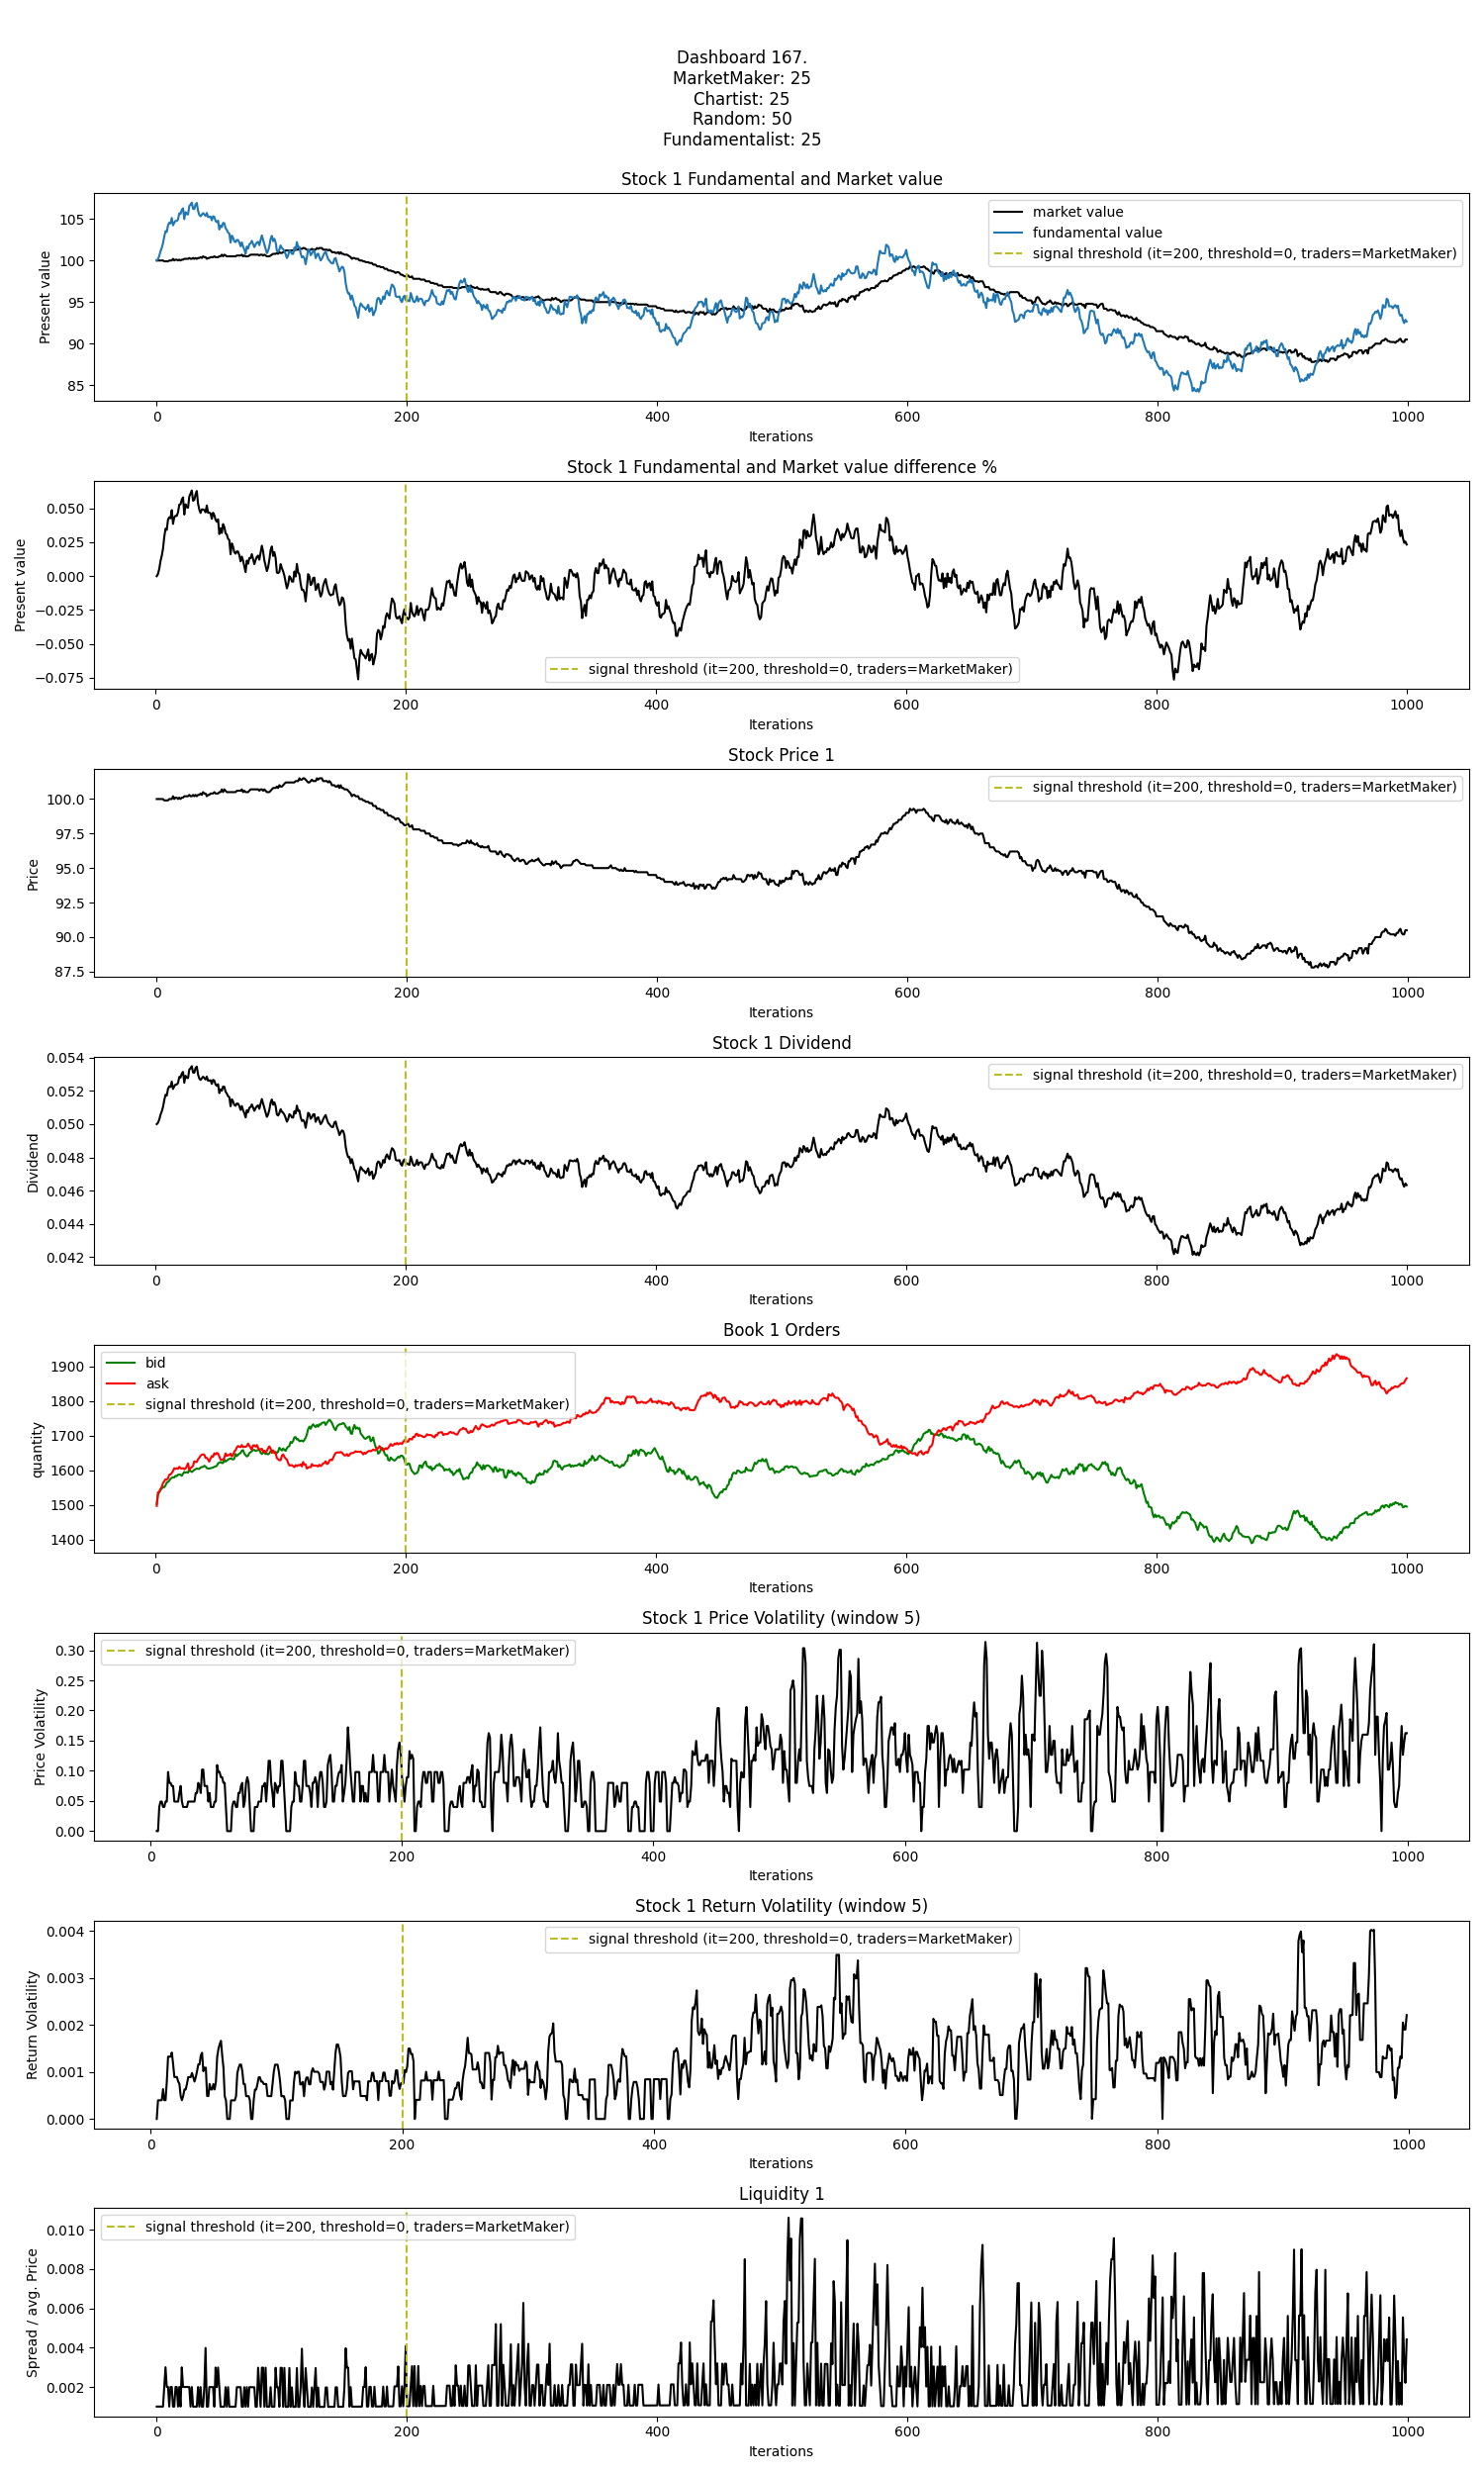 Dashboard 167.
MarketMaker: 25
Chartist: 25
Random: 50
Fundamentalist: 25
Stock 1 Fundamental and Market value
Present value
105
100
95
90
85
market value
fundamental value
signal threshold (it=200, threshold=0, traders=MarketMaker)
0 200 400 600 800 1000
Iterations
Stock 1 Fundamental and Market value difference %
Present value
0.050
0.025
0.000
−0.025
−0.050
−0.075
signal threshold (it=200, threshold=0, traders=MarketMaker)
0 200 400 600 800 1000
Iterations
Stock Price 1
Price
100.0
97.5
95.0
92.5
90.0
87.5
signal threshold (it=200, threshold=0, traders=MarketMaker)
0 200 400 600 800 1000
Iterations
Stock 1 Dividend
Dividend
0.054
0.052
0.050
0.048
0.046
0.044
0.042
signal threshold (it=200, threshold=0, traders=MarketMaker)
0 200 400 600 800 1000
Iterations
Book 1 Orders
quantity
1900
1800
1700
1600
1500
1400
bid
ask
signal threshold (it=200, threshold=0, traders=MarketMaker)
0 200 400 600 800 1000
Iterations
Stock 1 Price Volatility (window 5)
Price Volatility
0.30
0.25
0.20
0.15
0.10
0.05
0.00
signal threshold (it=200, threshold=0, traders=MarketMaker)
0 200 400 600 800 1000
Iterations
Stock 1 Return Volatility (window 5)
Return Volatility
0.004
0.003
0.002
0.001
0.000
signal threshold (it=200, threshold=0, traders=MarketMaker)
0 200 400 600 800 1000
Iterations
Liquidity 1
Spread / avg. Price
0.010
0.008
0.006
0.004
0.002
signal threshold (it=200, threshold=0, traders=MarketMaker)
0 200 400 600 800 1000
Iterations